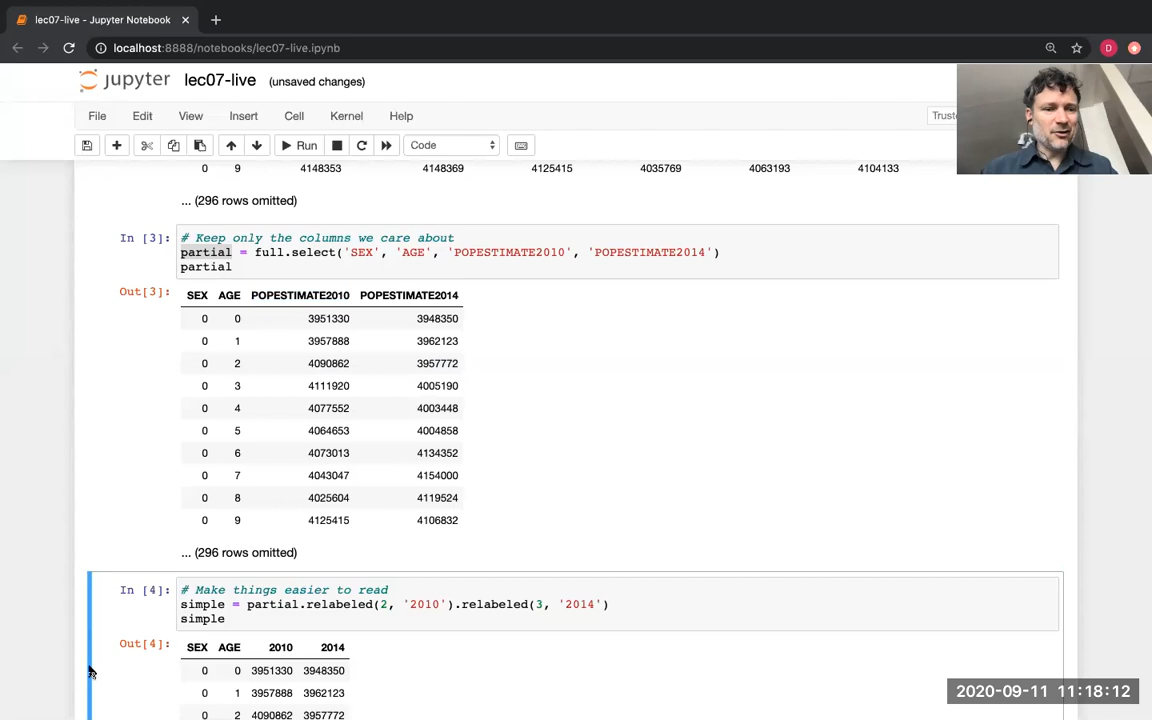 lec07-live - Jupyter Notebook
localhost:8888/notebooks/lec07-live.ipynb
D
jupyter lec07-live (unsaved changes)
File Edit View Insert Cell Kernel Help
Trust
Run Code
0 9 4148353 4148369 4125415 4035769 4063193 4104133
... (296 rows omitted)
In [3]: # Keep only the columns we care about
partial = full.select('SEX', 'AGE', 'POPESTIMATE2010', 'POPESTIMATE2014')
partial
Out[3]: SEX AGE POPESTIMATE2010 POPESTIMATE2014
0 0 3951330 3948350
0 1 3957888 3962123
0 2 4090862 3957772
0 3 4111920 4005190
0 4 4077552 4003448
0 5 4064653 4004858
0 6 4073013 4134352
0 7 4043047 4154000
0 8 4025604 4119524
0 9 4125415 4106832
... (296 rows omitted)
In [4]: # Make things easier to read
simple = partial.relabeled(2, '2010').relabeled(3, '2014')
simple
Out[4]: SEX AGE 2010 2014
0 0 3951330 3948350
0 1 3957888 3962123
0 2 4090862 3957772
2020-09-11 11:18:12